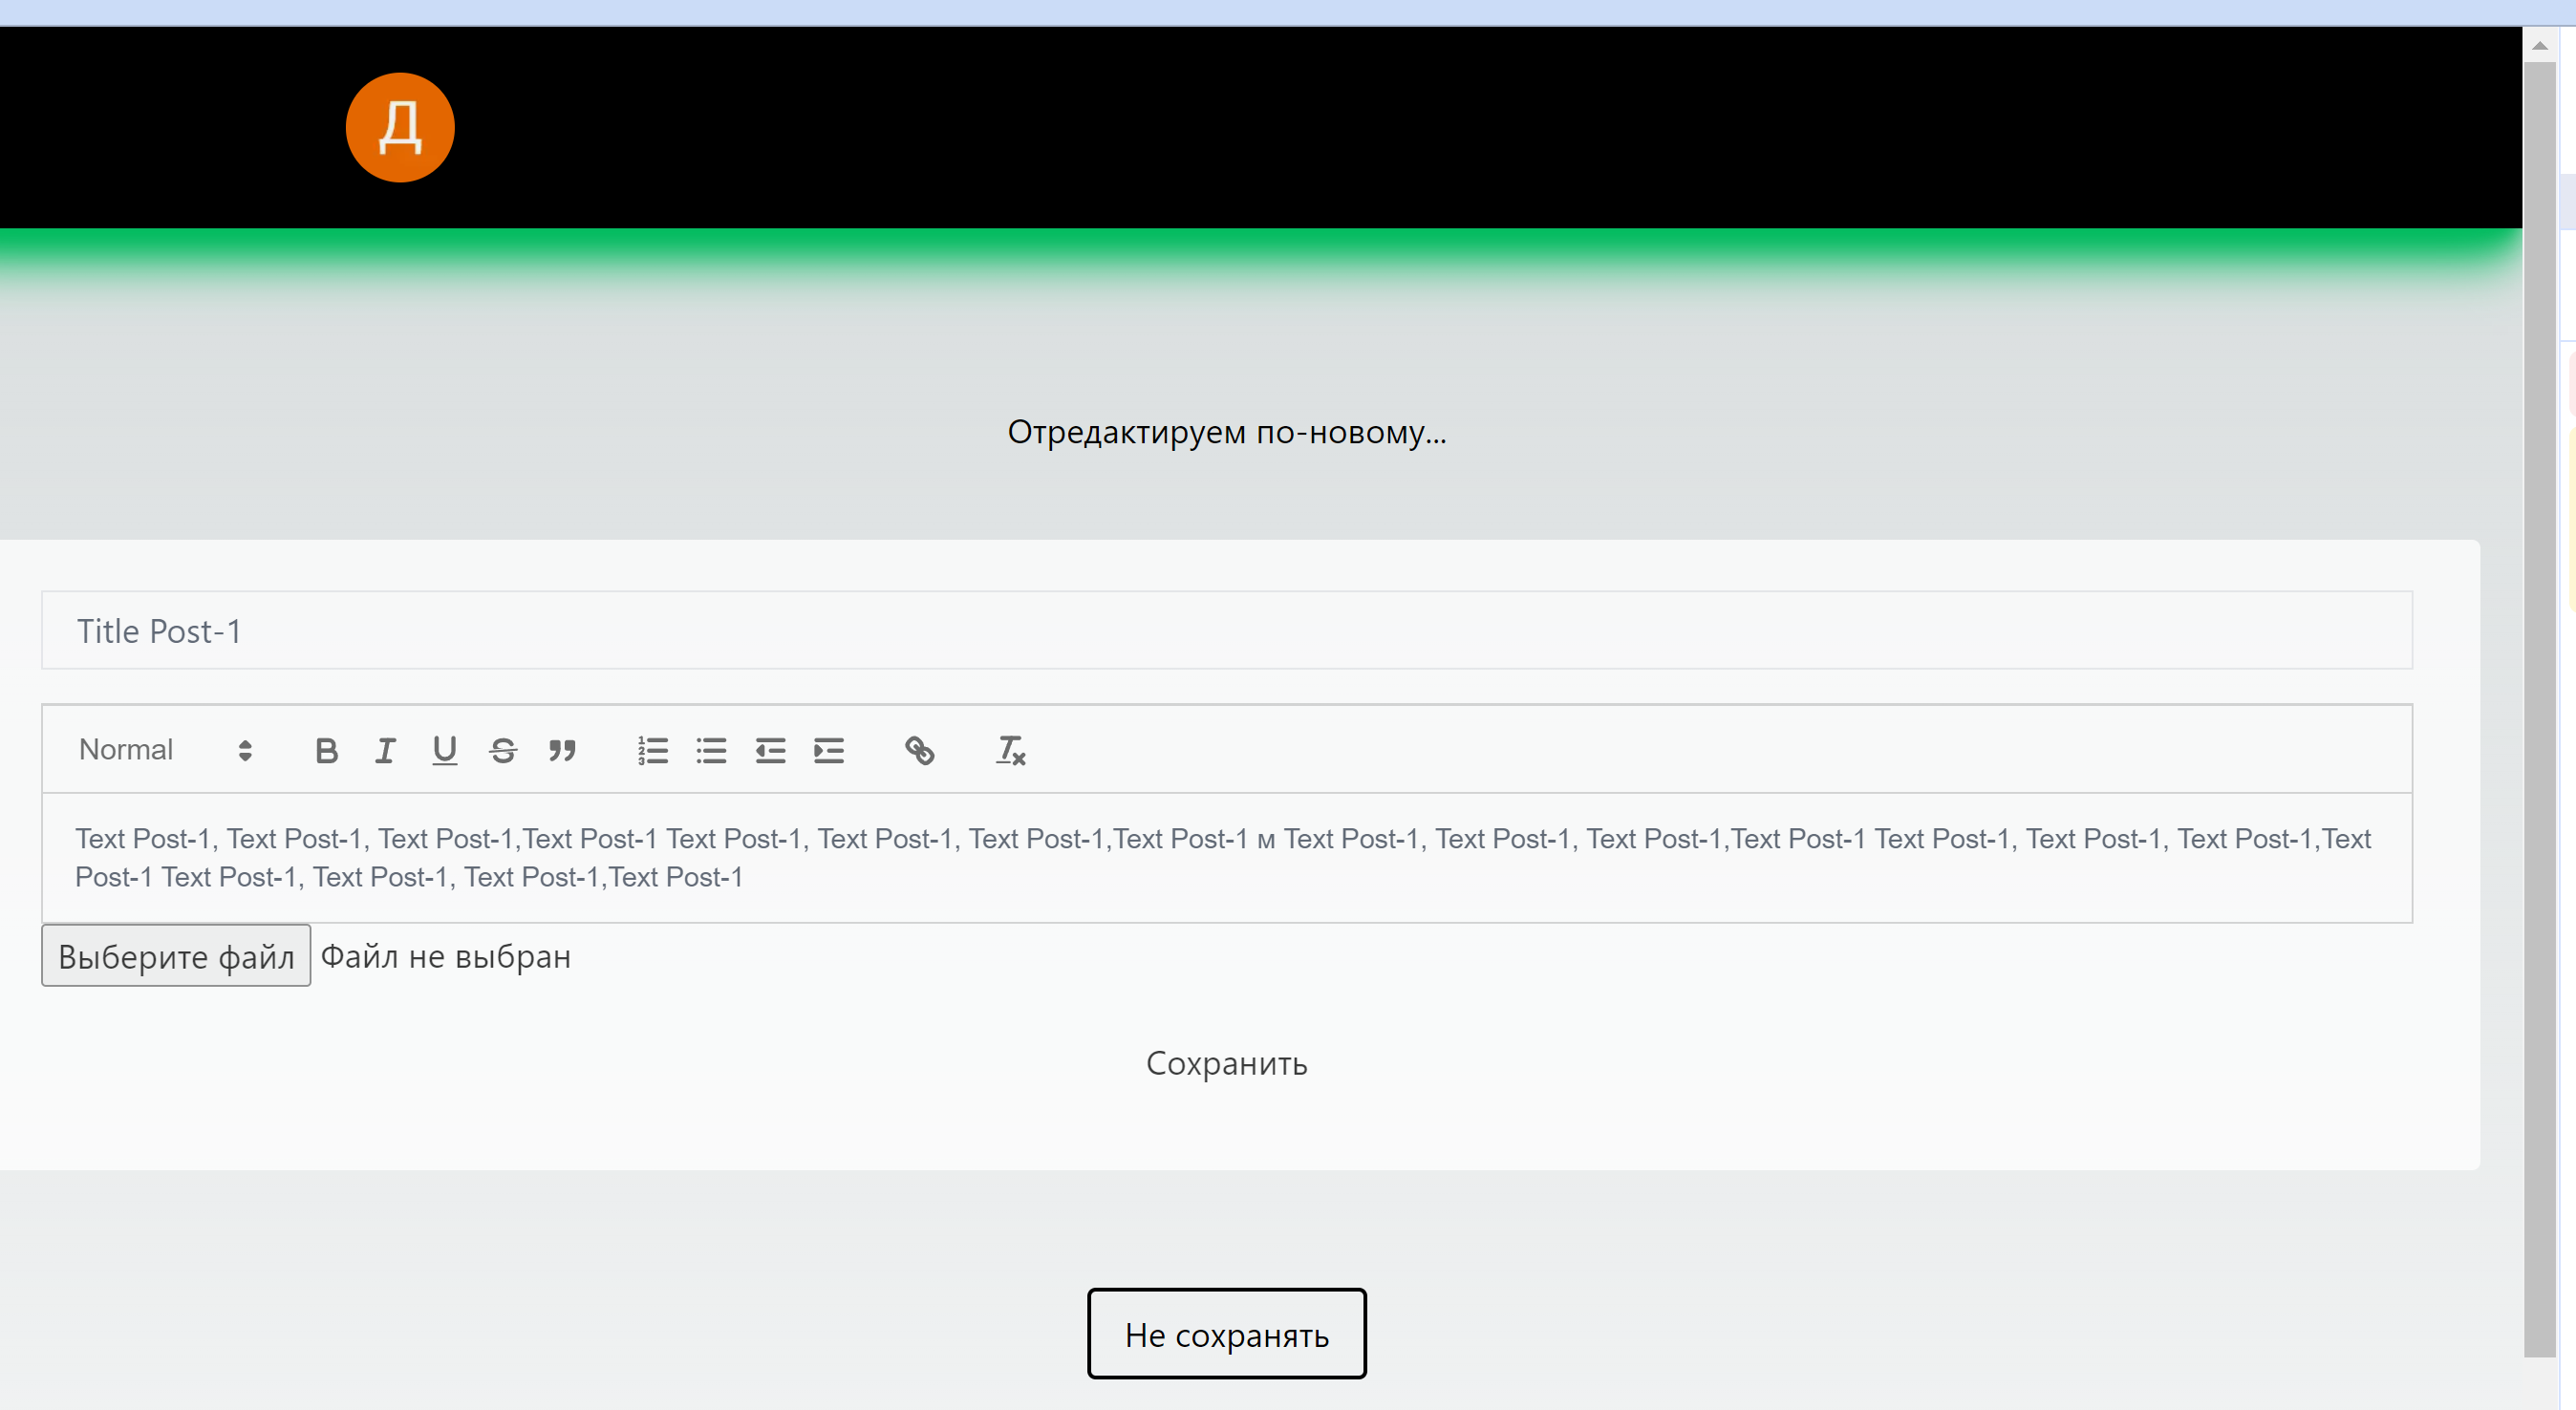 Д
Отредактируем по-новому...
Title Post-1
Normal
Text Post-1, Text Post-1, Text Post-1,Text Post-1 Text Post-1, Text Post-1, Text Post-1,Text Post-1 м Text Post-1, Text Post-1, Text Post-1,Text Post-1 Text Post-1, Text Post-1, Text Post-1,Text
Post-1 Text Post-1, Text Post-1, Text Post-1,Text Post-1
Выберите файл Файл не выбран
Сохранить
Не сохранять